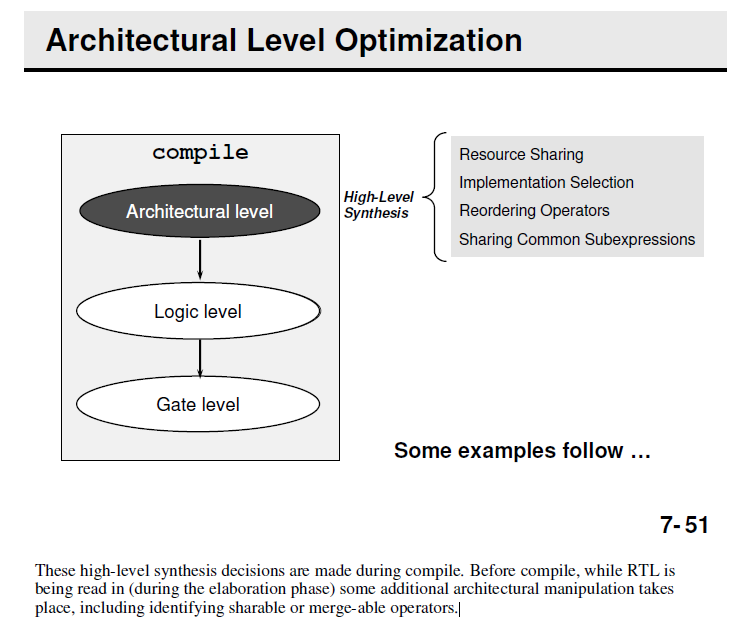 Architectural Level Optimization
compile
Architectural level
Logic level
Gate level
High-Level
Synthesis
Resource Sharing
Implementation Selection
Reordering Operators
Sharing Common Subexpressions
Some examples follow …
7- 51
These high-level synthesis decisions are made during compile. Before compile, while RTL is
being read in (during the elaboration phase) some additional architectural manipulation takes
place, including identifying sharable or merge-able operators.